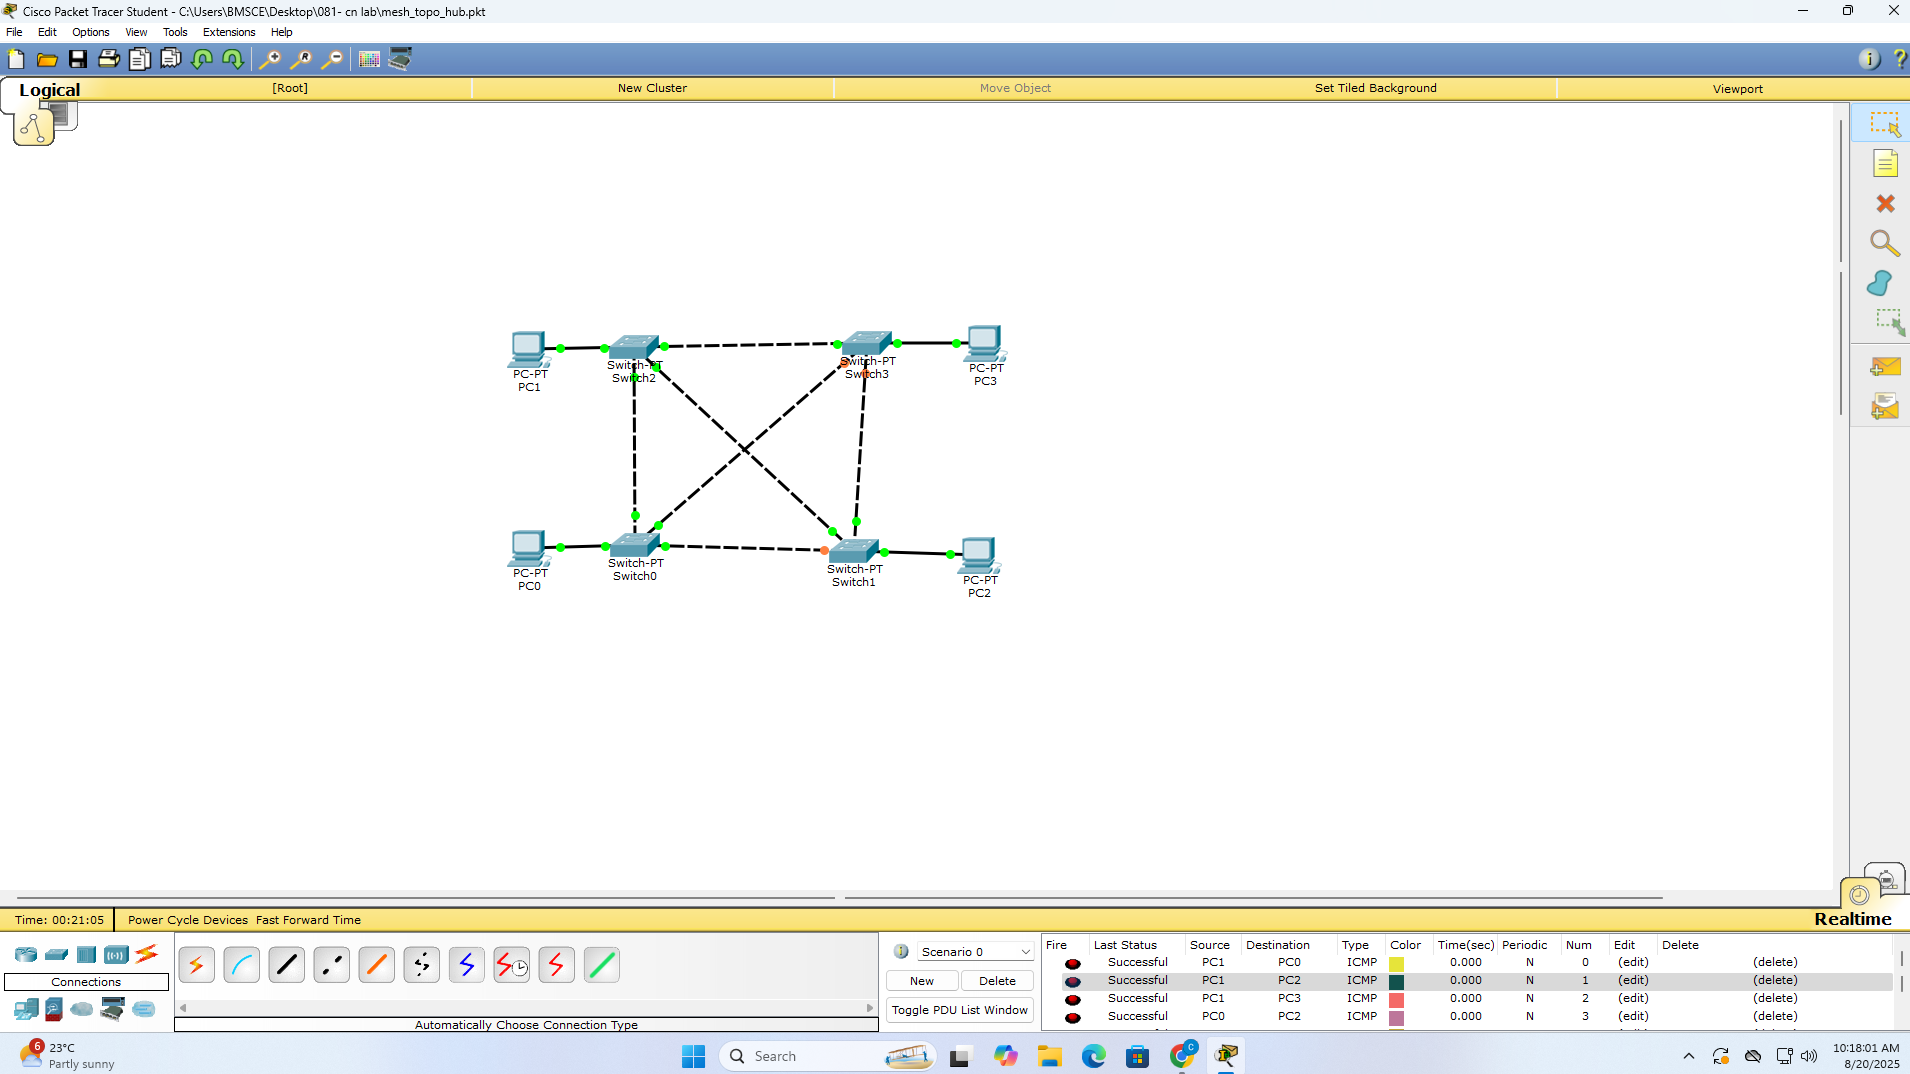 Cisco Packet Tracer Student - C:\Users\BMSCE\Desktop\081- cn lab\mesh_topo_hub.pkt
File Edit Options View Tools Extensions Help
Logical [Root] New Cluster Move Object Set Tiled Background Viewport
PC-PT
PC1
Switch-PT
Switch2
Switch-PT
Switch3
PC-PT
PC3
PC-PT
PC0
Switch-PT
Switch0
Switch-PT
Switch1
PC-PT
PC2
Realtime
Time: 00:21:05 Power Cycle Devices Fast Forward Time
Connections
Automatically Choose Connection Type
Scenario 0
New Delete
Toggle PDU List Window
Fire Last Status Source Destination Type Color Time(sec) Periodic Num Edit Delete
Successful PC1 PC0 ICMP 0.000 N 0 (edit) (delete)
Successful PC1 PC2 ICMP 0.000 N 1 (edit) (delete)
Successful PC1 PC3 ICMP 0.000 N 2 (edit) (delete)
Successful PC0 PC2 ICMP 0.000 N 3 (edit) (delete)
6
23°C
Partly sunny
Search
10:18:01 AM
8/20/2025